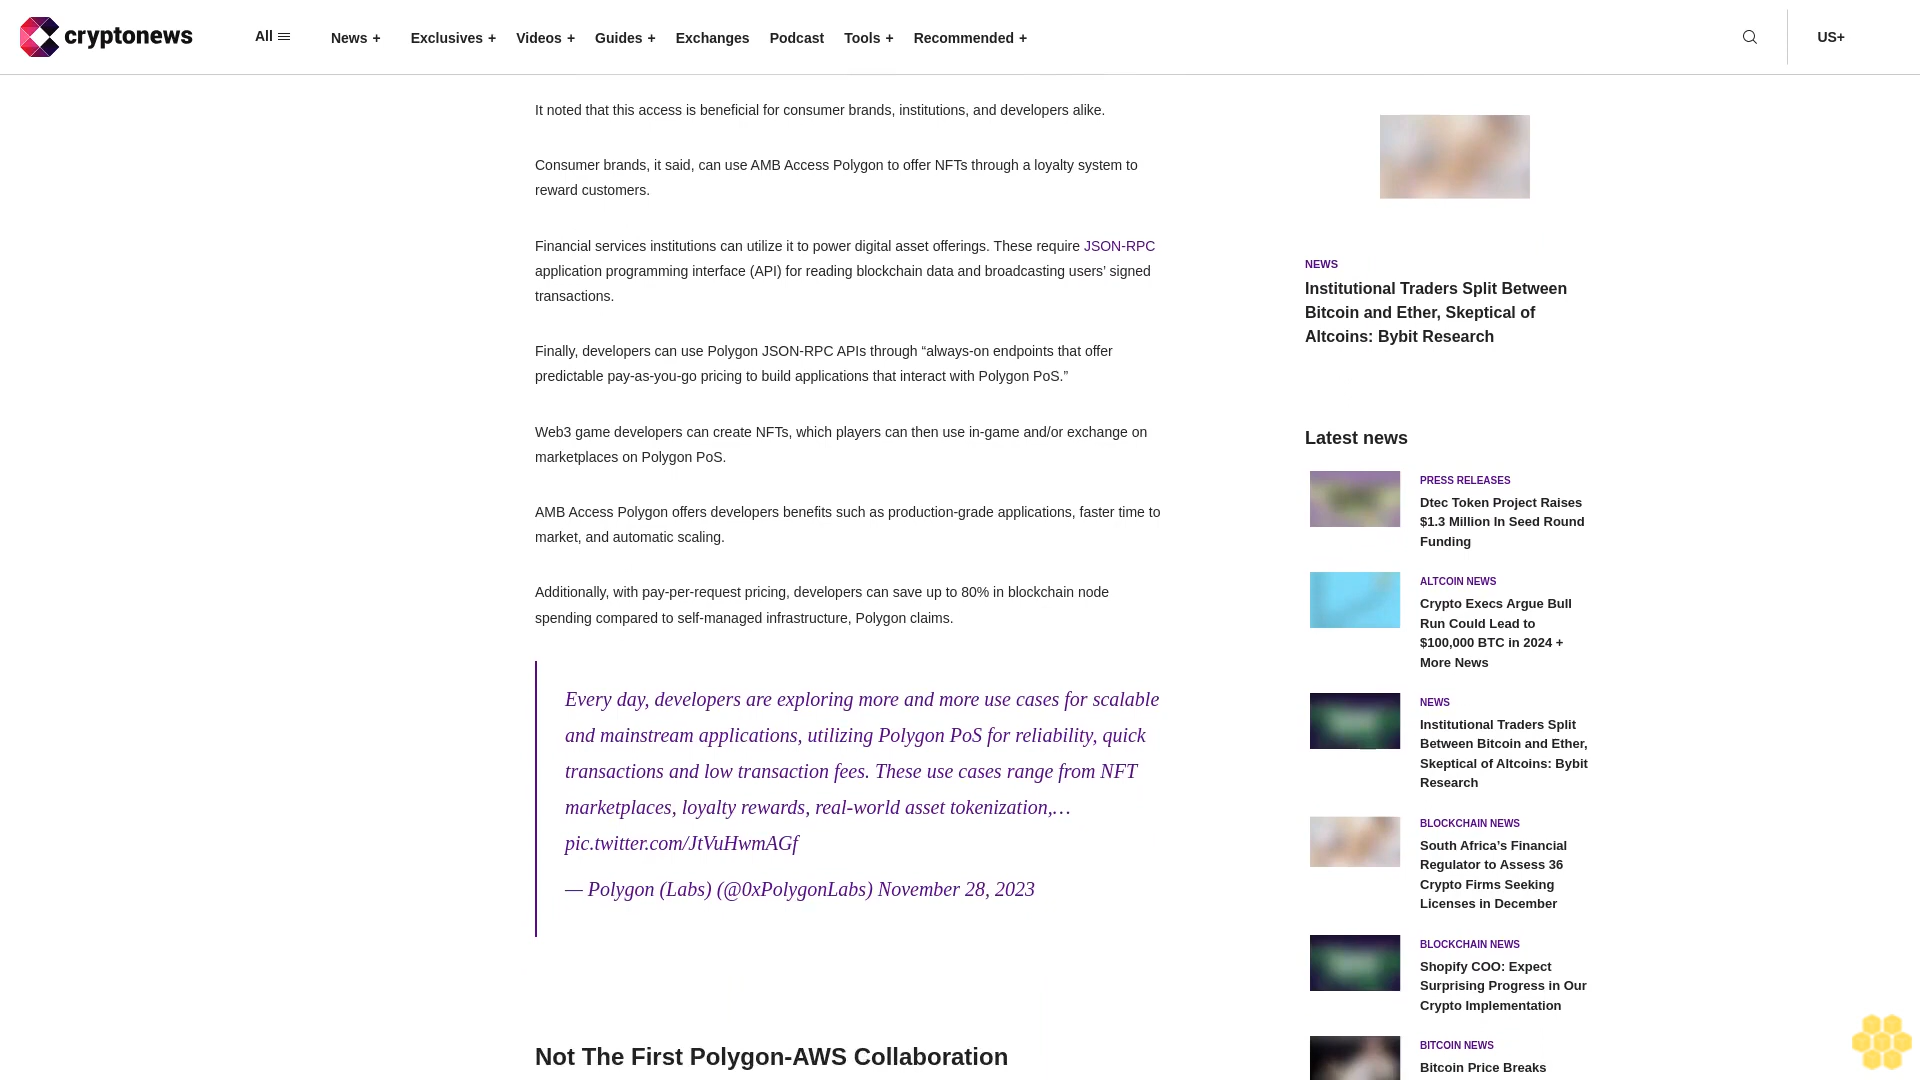 cryptonews
All
News +
Exclusives +
Videos +
Guides +
Exchanges
Podcast
Tools +
Recommended +
US+
It noted that this access is beneficial for consumer brands, institutions, and developers alike.
Consumer brands, it said, can use AMB Access Polygon to offer NFTs through a loyalty system to
reward customers.
Financial services institutions can utilize it to power digital asset offerings. These require JSON-RPC
application programming interface (API) for reading blockchain data and broadcasting users’ signed
transactions.
Finally, developers can use Polygon JSON-RPC APIs through “always-on endpoints that offer
predictable pay-as-you-go pricing to build applications that interact with Polygon PoS.”
Web3 game developers can create NFTs, which players can then use in-game and/or exchange on
marketplaces on Polygon PoS.
AMB Access Polygon offers developers benefits such as production-grade applications, faster time to
market, and automatic scaling.
Additionally, with pay-per-request pricing, developers can save up to 80% in blockchain node
spending compared to self-managed infrastructure, Polygon claims.
Every day, developers are exploring more and more use cases for scalable
and mainstream applications, utilizing Polygon PoS for reliability, quick
transactions and low transaction fees. These use cases range from NFT
marketplaces, loyalty rewards, real-world asset tokenization,…
pic.twitter.com/JtVuHwmAGf
— Polygon (Labs) (@0xPolygonLabs) November 28, 2023
Not The First Polygon-AWS Collaboration
NEWS
Institutional Traders Split Between
Bitcoin and Ether, Skeptical of
Altcoins: Bybit Research
Latest news
PRESS RELEASES
Dtec Token Project Raises
$1.3 Million In Seed Round
Funding
ALTCOIN NEWS
Crypto Execs Argue Bull
Run Could Lead to
$100,000 BTC in 2024 +
More News
NEWS
Institutional Traders Split
Between Bitcoin and Ether,
Skeptical of Altcoins: Bybit
Research
BLOCKCHAIN NEWS
South Africa’s Financial
Regulator to Assess 36
Crypto Firms Seeking
Licenses in December
BLOCKCHAIN NEWS
Shopify COO: Expect
Surprising Progress in Our
Crypto Implementation
BITCOIN NEWS
Bitcoin Price Breaks